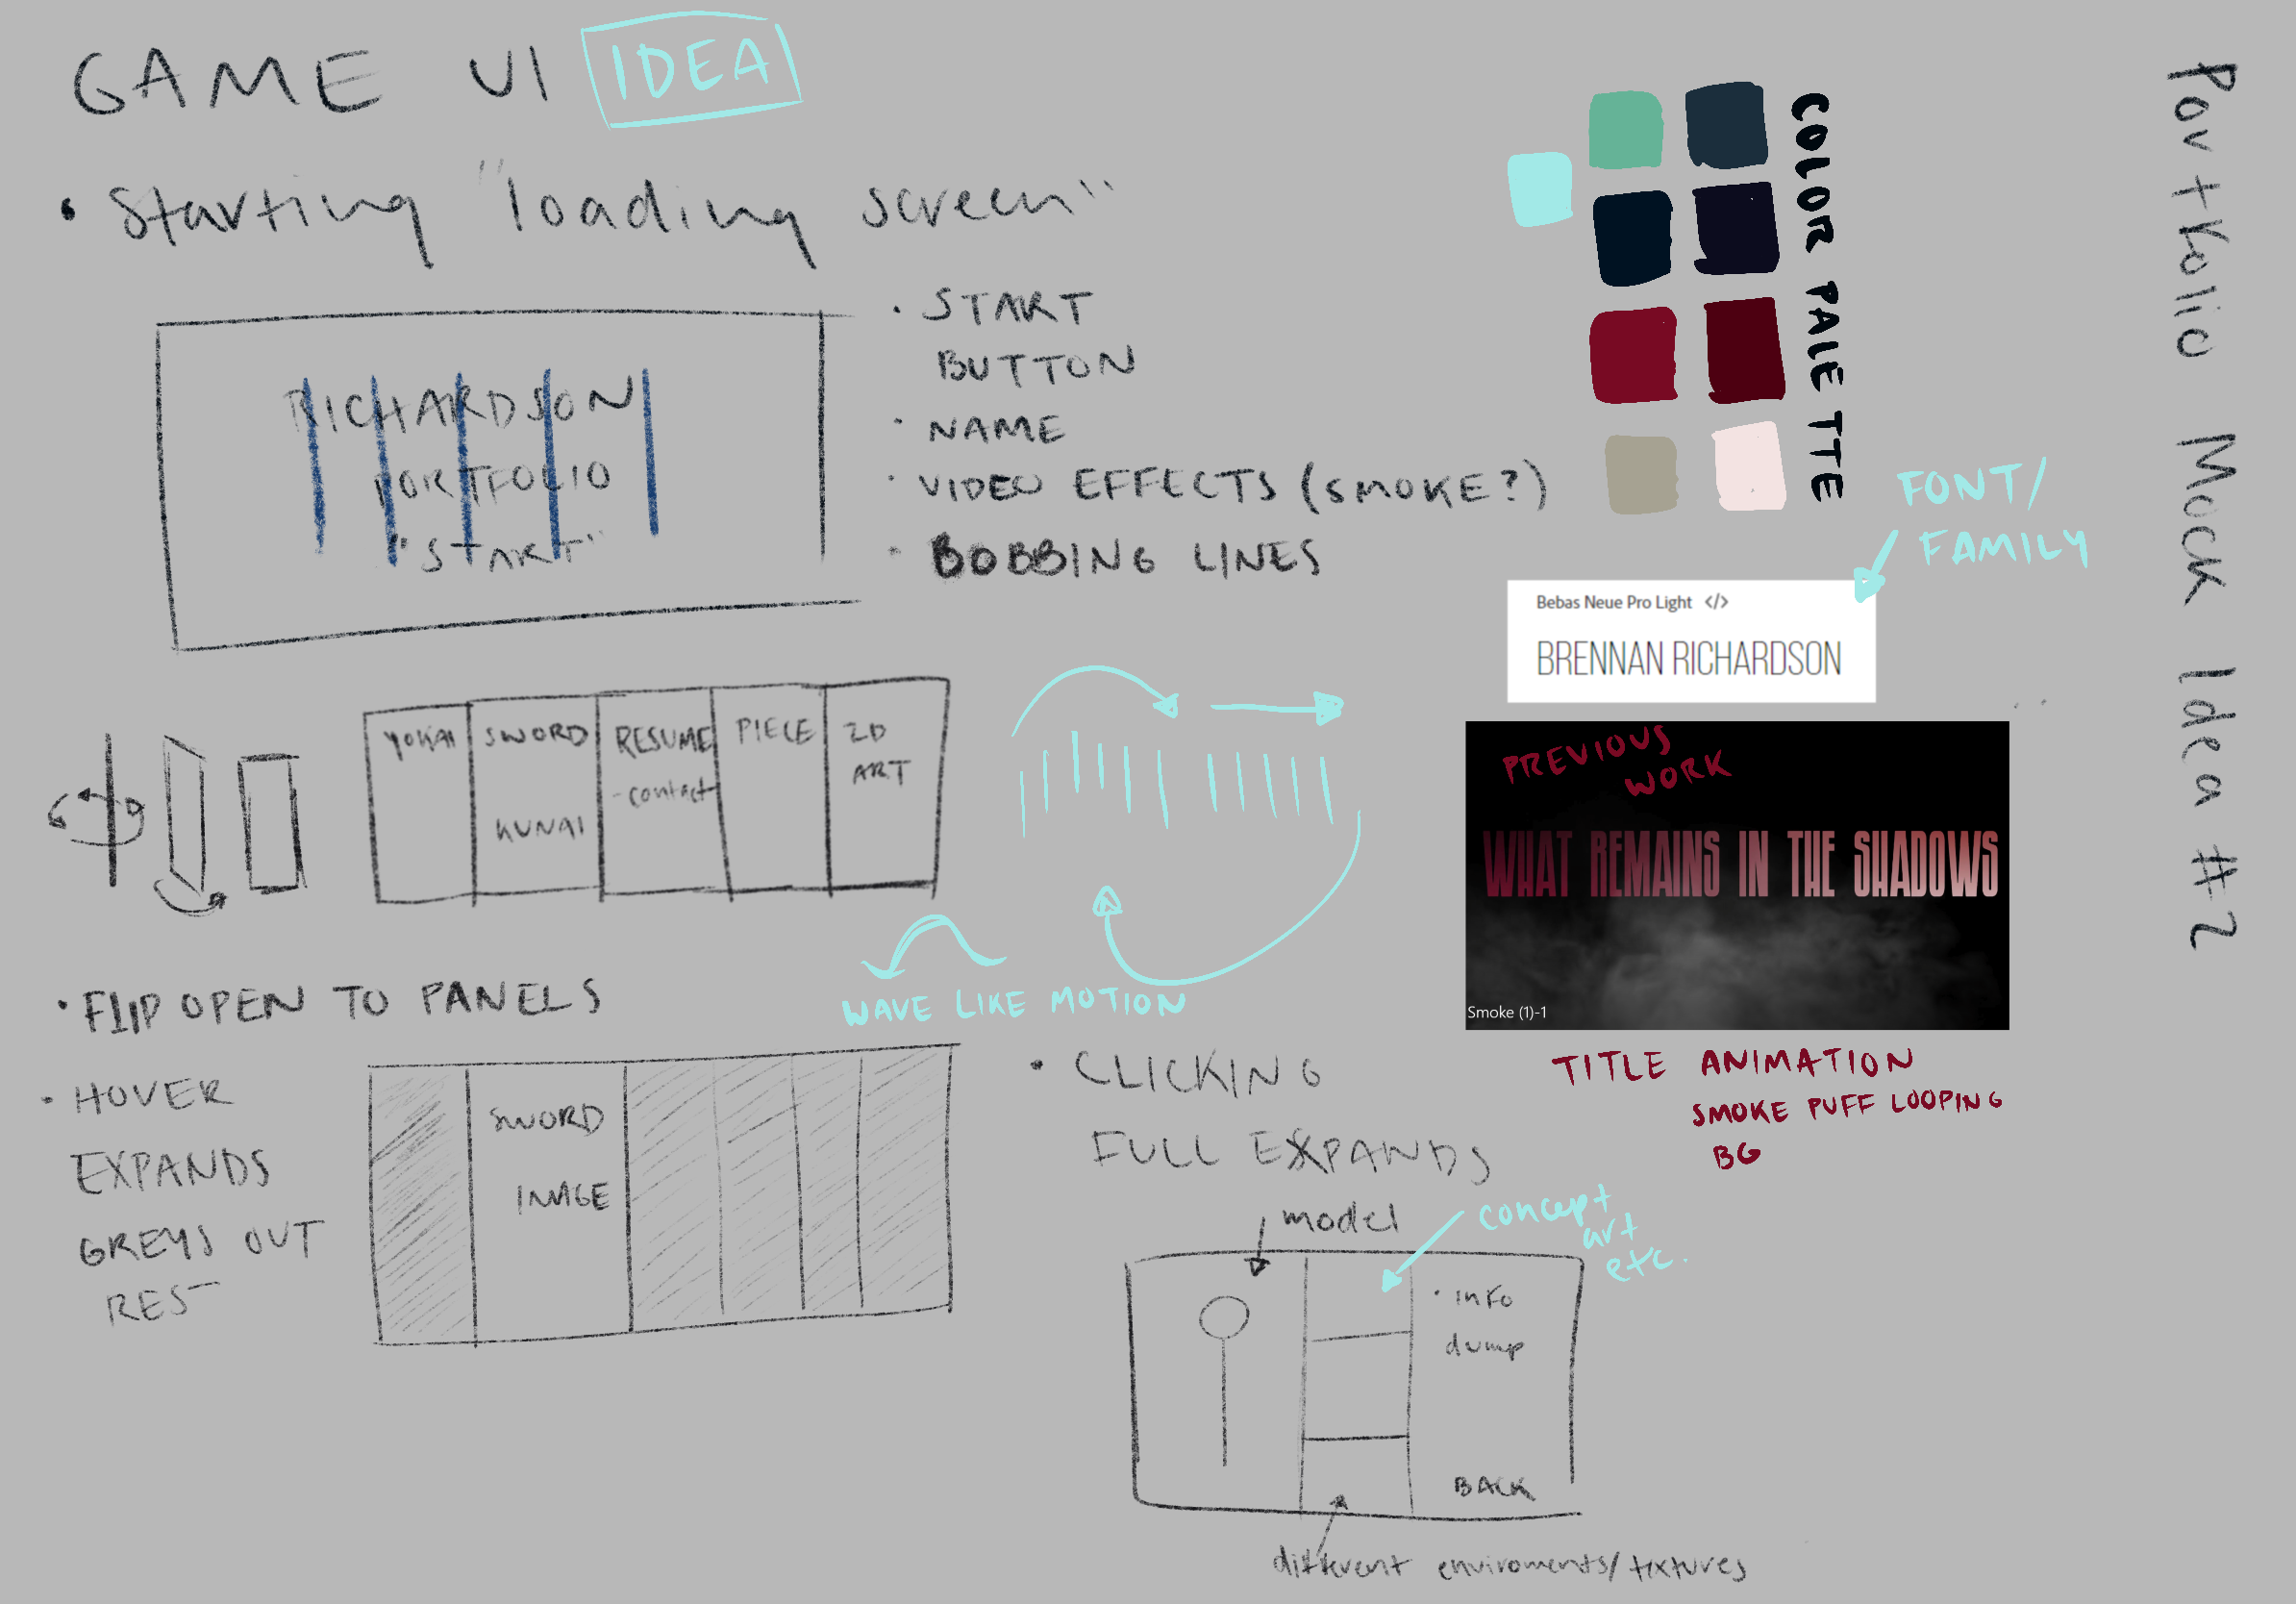 GAME UI IDEA
• Starting "loading screen"
RICHARDSON
PORTFOLIO
"START"
• START
BUTTON
• NAME
• VIDEO EFFECTS (SMOKE?)
• BOBBING LINES
COLOR PALETTE
Portfolio Mock Idea #2
FONT/
FAMILY
Bebas Neue Pro Light </>
BRENNAN RICHARDSON
YOKAI
SWORD
KUNAI
RESUME
-contact
PIECE
2D
ART
WAVE LIKE MOTION
PREVIOUS
WORK
WHAT REMAINS IN THE SHADOWS
Smoke (1)-1
TITLE ANIMATION
SMOKE PUFF LOOPING
BG
• FLIP OPEN TO PANELS
• HOVER
EXPANDS
GREYS OUT
REST
SWORD
IMAGE
• CLICKING
FULL EXPANDS
model
concept
art
etc.
• info
dump
BACK
different enviroments/textures